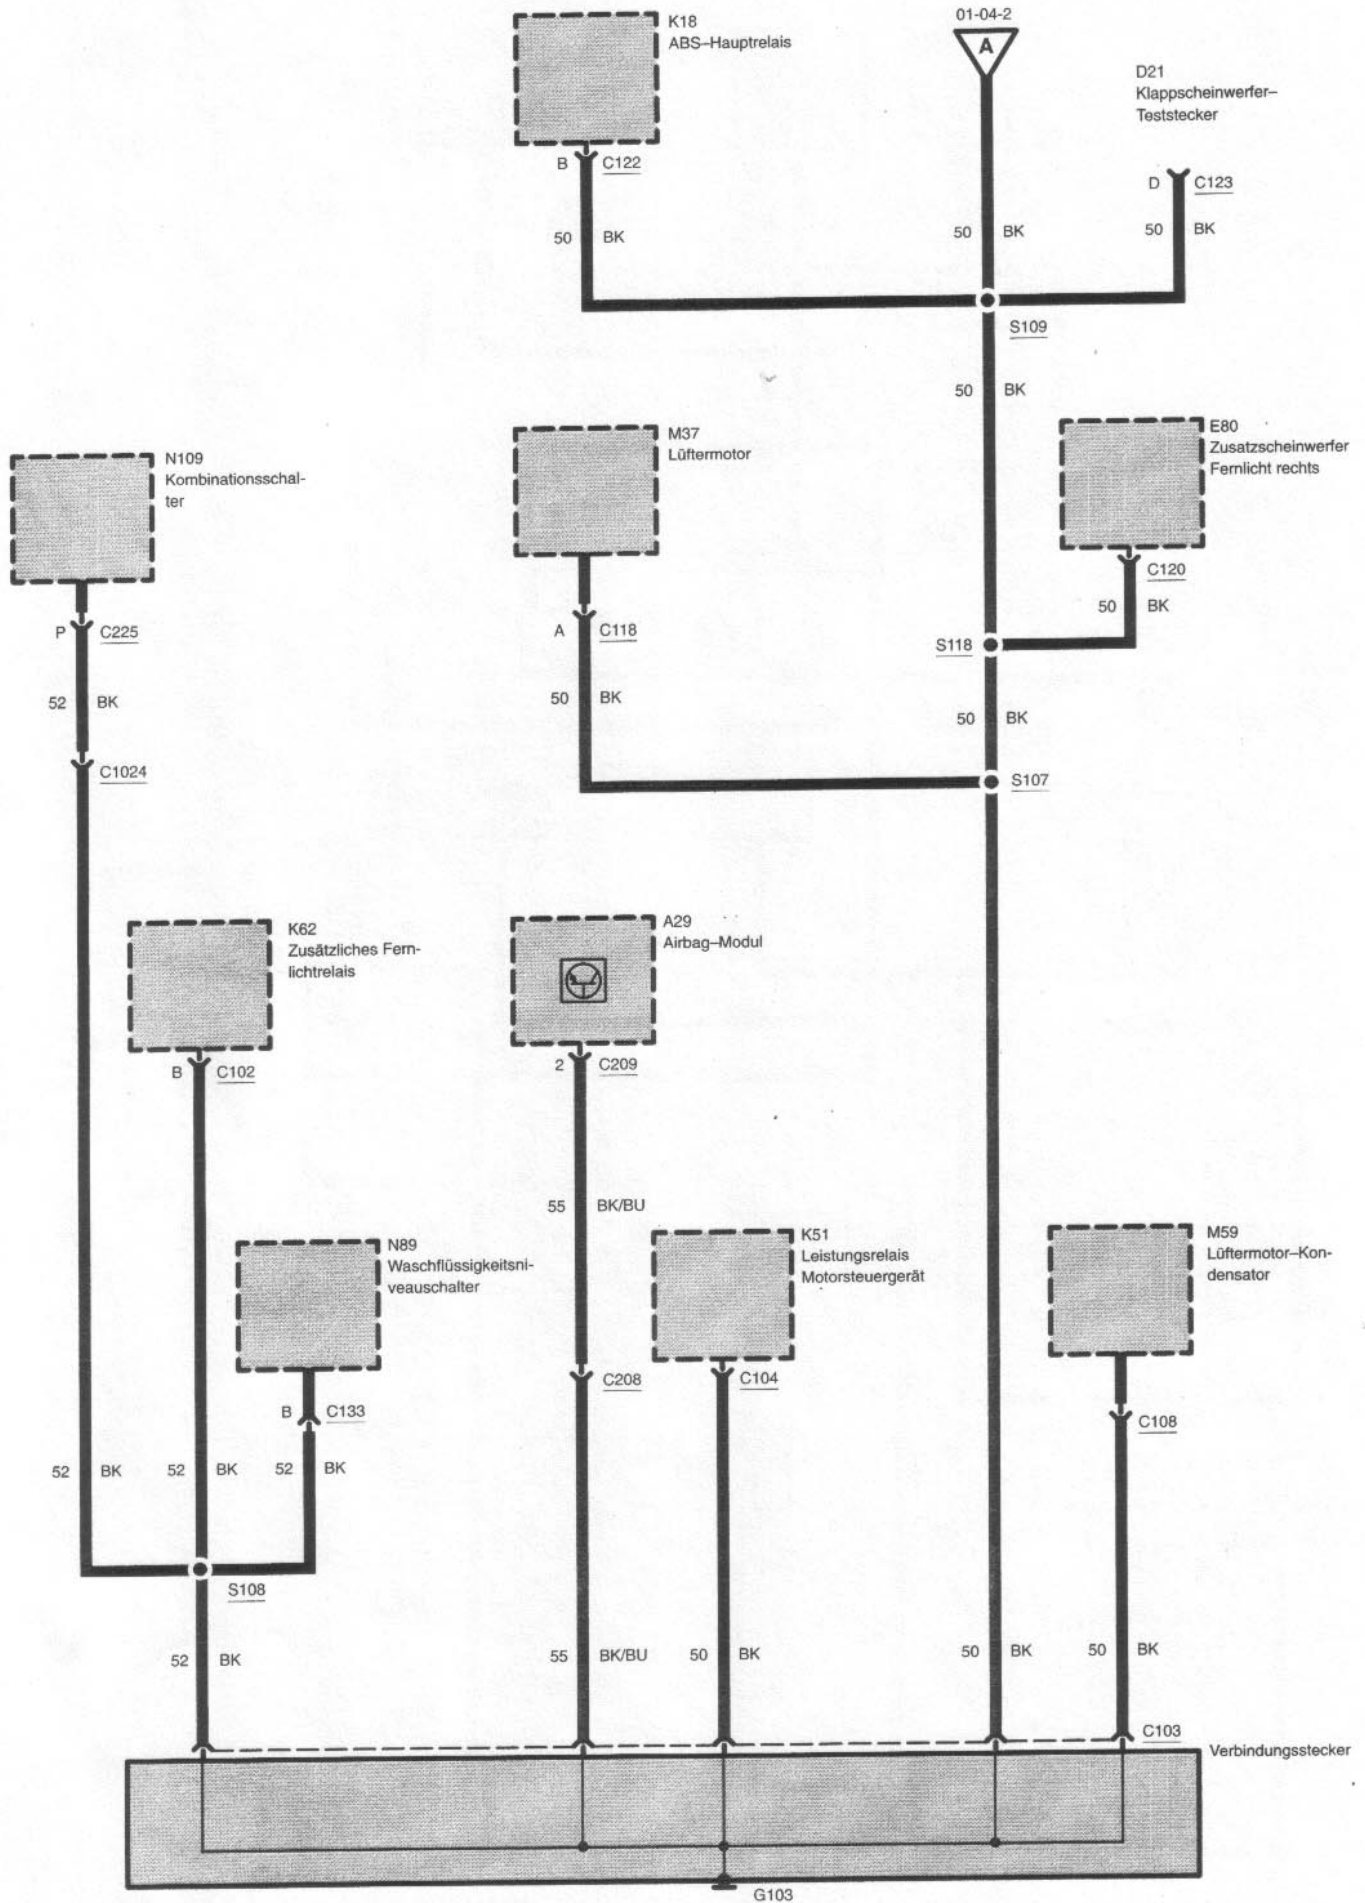 K18
ABS–Hauptrelais
01-04-2
A
D21
Klappscheinwerfer–
Teststecker
B C122
D C123
50 BK
50 BK
50 BK
S109
50 BK
N109
Kombinationsschal-
ter
M37
Lüftermotor
E80
Zusatzscheinwerfer
Fernlicht rechts
C120
50 BK
P C225
A C118
S118
52 BK
50 BK
50 BK
C1024
S107
K62
Zusätzliches Fern-
lichtrelais
A29
Airbag–Modul
B C102
2 C209
55 BK/BU
N89
Waschflüssigkeitsni-
veauschalter
K51
Leistungsrelais
Motorsteuergerät
M59
Lüftermotor–Kon-
densator
C208
C104
B C133
C108
52 BK
52 BK
52 BK
S108
52 BK
55 BK/BU
50 BK
50 BK
50 BK
C103
Verbindungsstecker
G103